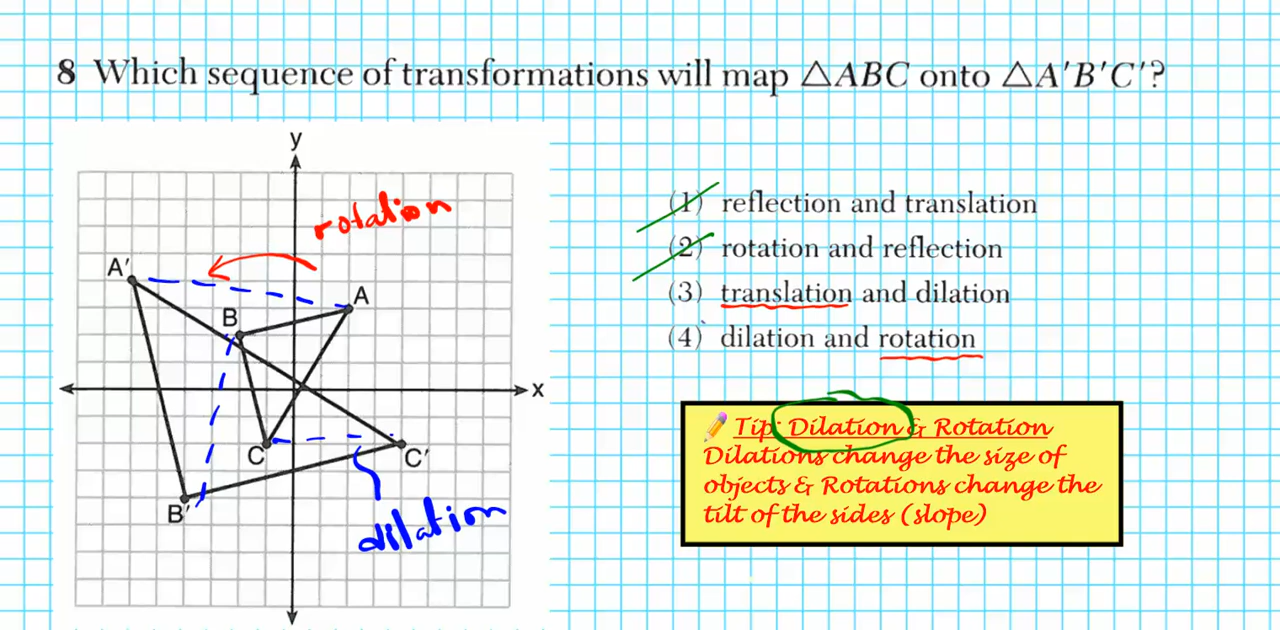 8 Which sequence of transformations will map △ABC onto △A′B′C′?
y
rotation
A′
A
B
x
C
C′
B′
dilation
(1) reflection and translation
(2) rotation and reflection
(3) translation and dilation
(4) dilation and rotation
Tip: Dilation & Rotation
Dilations change the size of
objects & Rotations change the
tilt of the sides (slope)